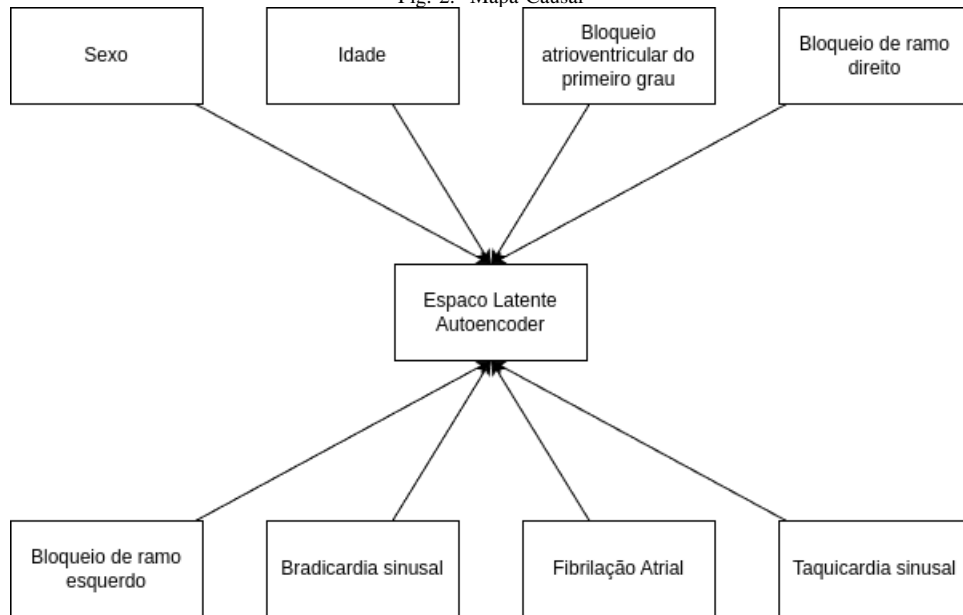 Fig. 2. Mapa Causal
Sexo
Idade
Bloqueio
atrioventricular do
primeiro grau
Bloqueio de ramo
direito
Espaco Latente
Autoencoder
Bloqueio de ramo
esquerdo
Bradicardia sinusal
Fibrilação Atrial
Taquicardia sinusal